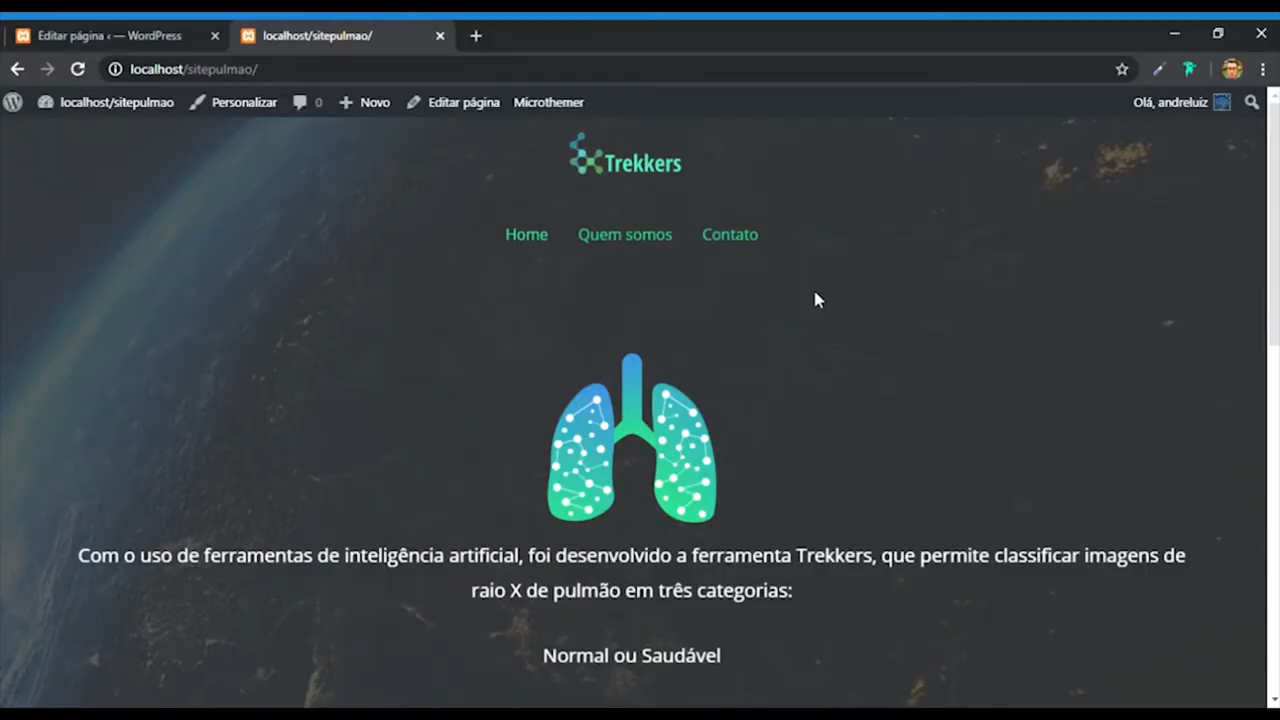 Editar página ‹ — WordPress
localhost/sitepulmao/
localhost/sitepulmao/
localhost/sitepulmao
Personalizar
0
Novo
Editar página
Microthemer
Olá, andreluiz
Trekkers
Home
Quem somos
Contato
Com o uso de ferramentas de inteligência artificial, foi desenvolvido a ferramenta Trekkers, que permite classificar imagens de
raio X de pulmão em três categorias:
Normal ou Saudável